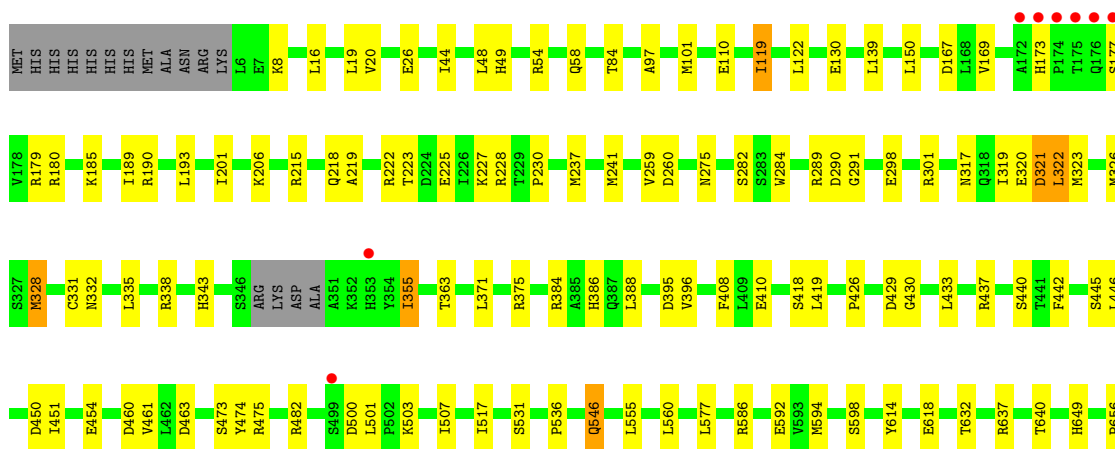 MET HIS HIS HIS HIS HIS HIS MET ALA ASN ARG LYS L6 E7 K8 L16 L19 V20 E26 I44 L48 H49 R54 Q58 T84 A97 M101 E110 I119 L122 E130 L139 L150 D167 L168 V169 A172 H173 P174 T175 Q176 S177
V178 R179 R180 K185 I189 R190 L193 I201 K206 R215 Q218 A219 R222 T223 D224 E225 I226 K227 R228 T229 P230 M237 M241 V259 D260 N275 S282 S283 W284 R289 D290 G291 E298 R301 N317 Q318 I319 E320 D321 L322 M323 M326
S327 M328 C331 N332 L335 R338 H343 S346 ARG LYS ASP ALA A351 K352 H353 Y354 I355 T363 L371 R375 R384 A385 H386 Q387 L388 D395 V396 F408 L409 E410 S418 L419 P426 D429 G430 L433 R437 S440 T441 F442 S445 L446
D450 I451 E454 D460 V461 L462 D463 S473 Y474 R475 R482 S499 D500 L501 P502 K503 I507 I517 S531 P536 Q546 L555 L560 L577 R586 E592 V593 M594 S598 Y614 E618 T632 R637 T640 H649 P656